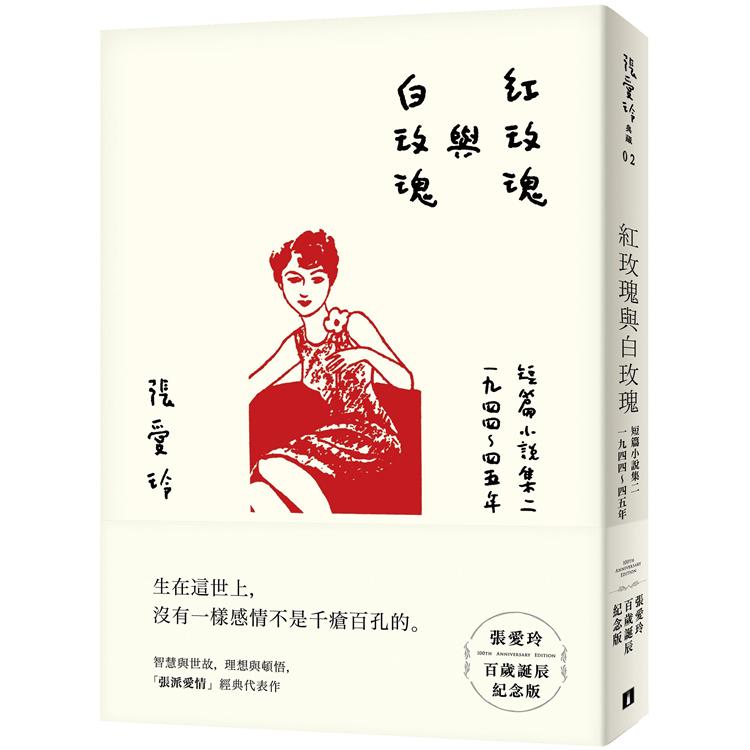 紅玫瑰
與
白玫瑰
短篇小說集二
一九四四～四五年
張愛玲
生在這世上，
沒有一樣感情不是千瘡百孔的。
智慧與世故，理想與頓悟，
「張派愛情」經典代表作
張愛玲
100TH ANNIVERSARY EDITION
百歲誕辰
紀念版
張愛玲
典藏
02
紅玫瑰與白玫瑰
短篇小說集二
一九四四～四五年
100TH
ANNIVERSARY
EDITION
張愛玲
百歲誕辰
紀念版